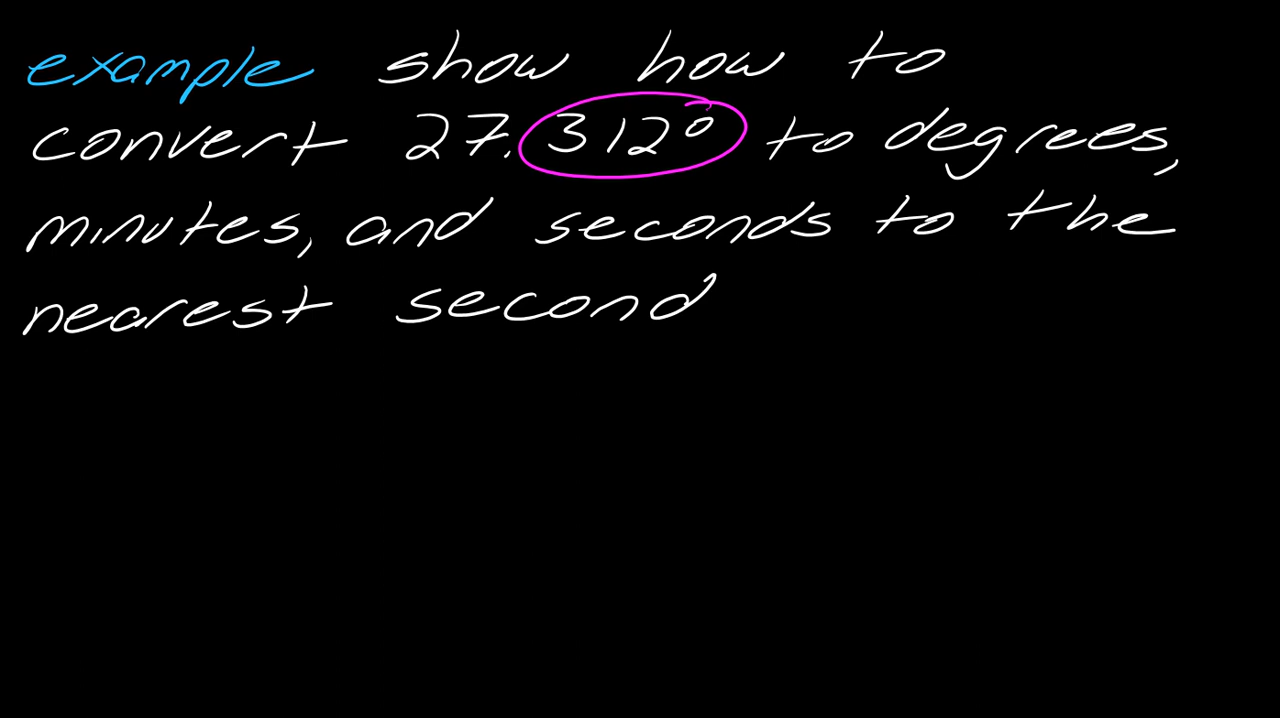 example show how to
convert 27.312° to degrees,
minutes, and seconds to the
nearest second